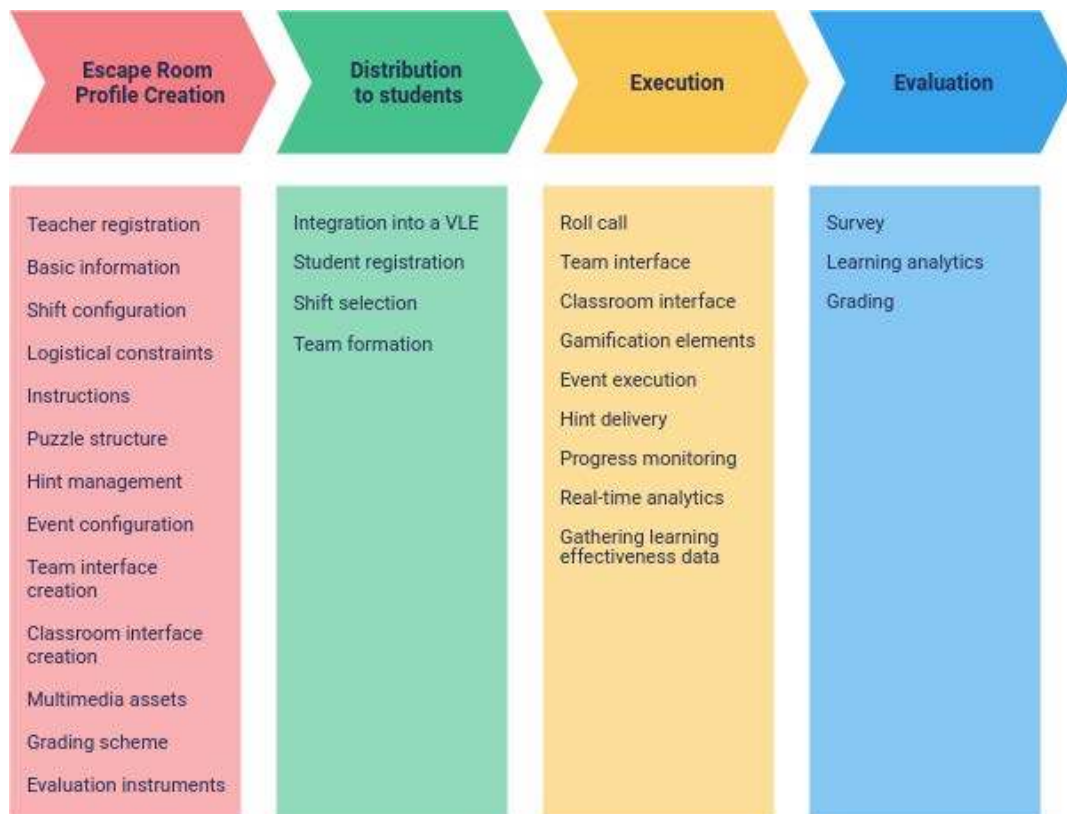 Escape Room
Profile Creation
Distribution
to students
Execution
Evaluation
Teacher registration
Basic information
Shift configuration
Logistical constraints
Instructions
Puzzle structure
Hint management
Event configuration
Team interface
creation
Classroom interface
creation
Multimedia assets
Grading scheme
Evaluation instruments
Integration into a VLE
Student registration
Shift selection
Team formation
Roll call
Team interface
Classroom interface
Gamification elements
Event execution
Hint delivery
Progress monitoring
Real-time analytics
Gathering learning
effectiveness data
Survey
Learning analytics
Grading